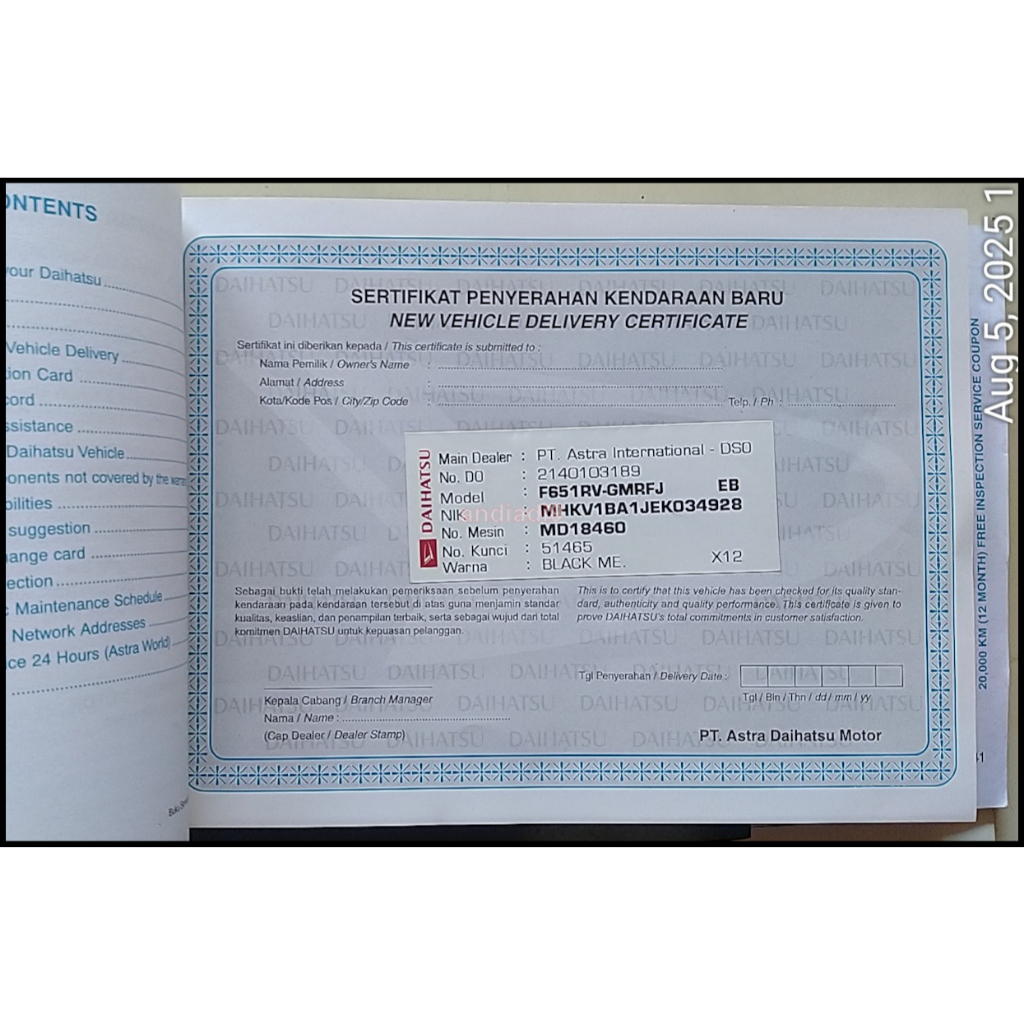 ONTENTS
your Daihatsu
Vehicle Delivery
ion Card
ord
ssistance
Daihatsu Vehicle
onents not covered by the
bilities
suggestion
ange card
ection
Maintenance Schedule
Network Addresses
ce 24 Hours (Astra World)
SERTIFIKAT PENYERAHAN KENDARAAN BARU
NEW VEHICLE DELIVERY CERTIFICATE
Sertifikat ini diberikan kepada / This certificate is submitted to :
Nama Pemilik / Owner's Name :
Alamat / Address :
Kota/Kode Pos / City/Zip Code : Telp. / Ph :
DAIHATSU
Main Dealer : PT. Astra International - DSO
No. DO : 2140103189
Model : F651RV-GMRFJ EB
NIK : MHKV1BA1JEK034928
No. Mesin : MD18460
No. Kunci : 51465
Warna : BLACK ME. X12
Sebagai bukti telah melakukan pemeriksaan sebelum penyerahan
kendaraan pada kendaraan tersebut di atas guna menjamin standar
kualitas, keaslian, dan penampilan terbaik, serta sebagai wujud dari total
komitmen DAIHATSU untuk kepuasan pelanggan.
This is to certify that this vehicle has been checked for its quality stan-
dard, authenticity and quality performance. This certificate is given to
prove DAIHATSU's total commitments in customer satisfaction.
Tgl Penyerahan / Delivery Date :
Tgl / Bln / Thn / dd / mm / yy
Kepala Cabang / Branch Manager
Nama / Name :
(Cap Dealer / Dealer Stamp)
PT. Astra Daihatsu Motor
20,000 KM (12 MONTH) FREE INSPECTION SERVICE COUPON
Aug 5, 2025 1